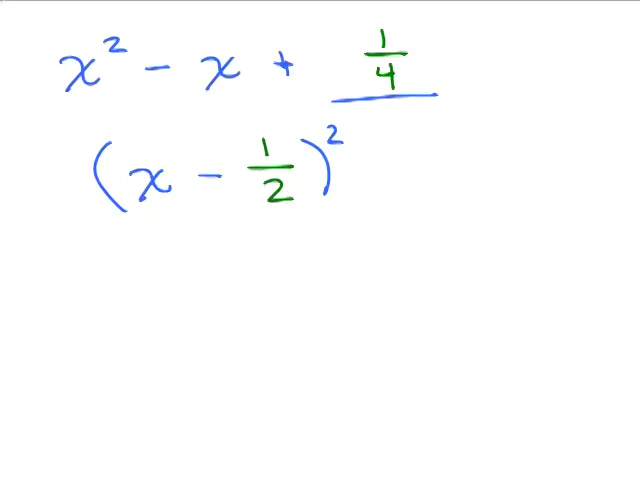 x² - x + 1/4
(x - 1/2)²